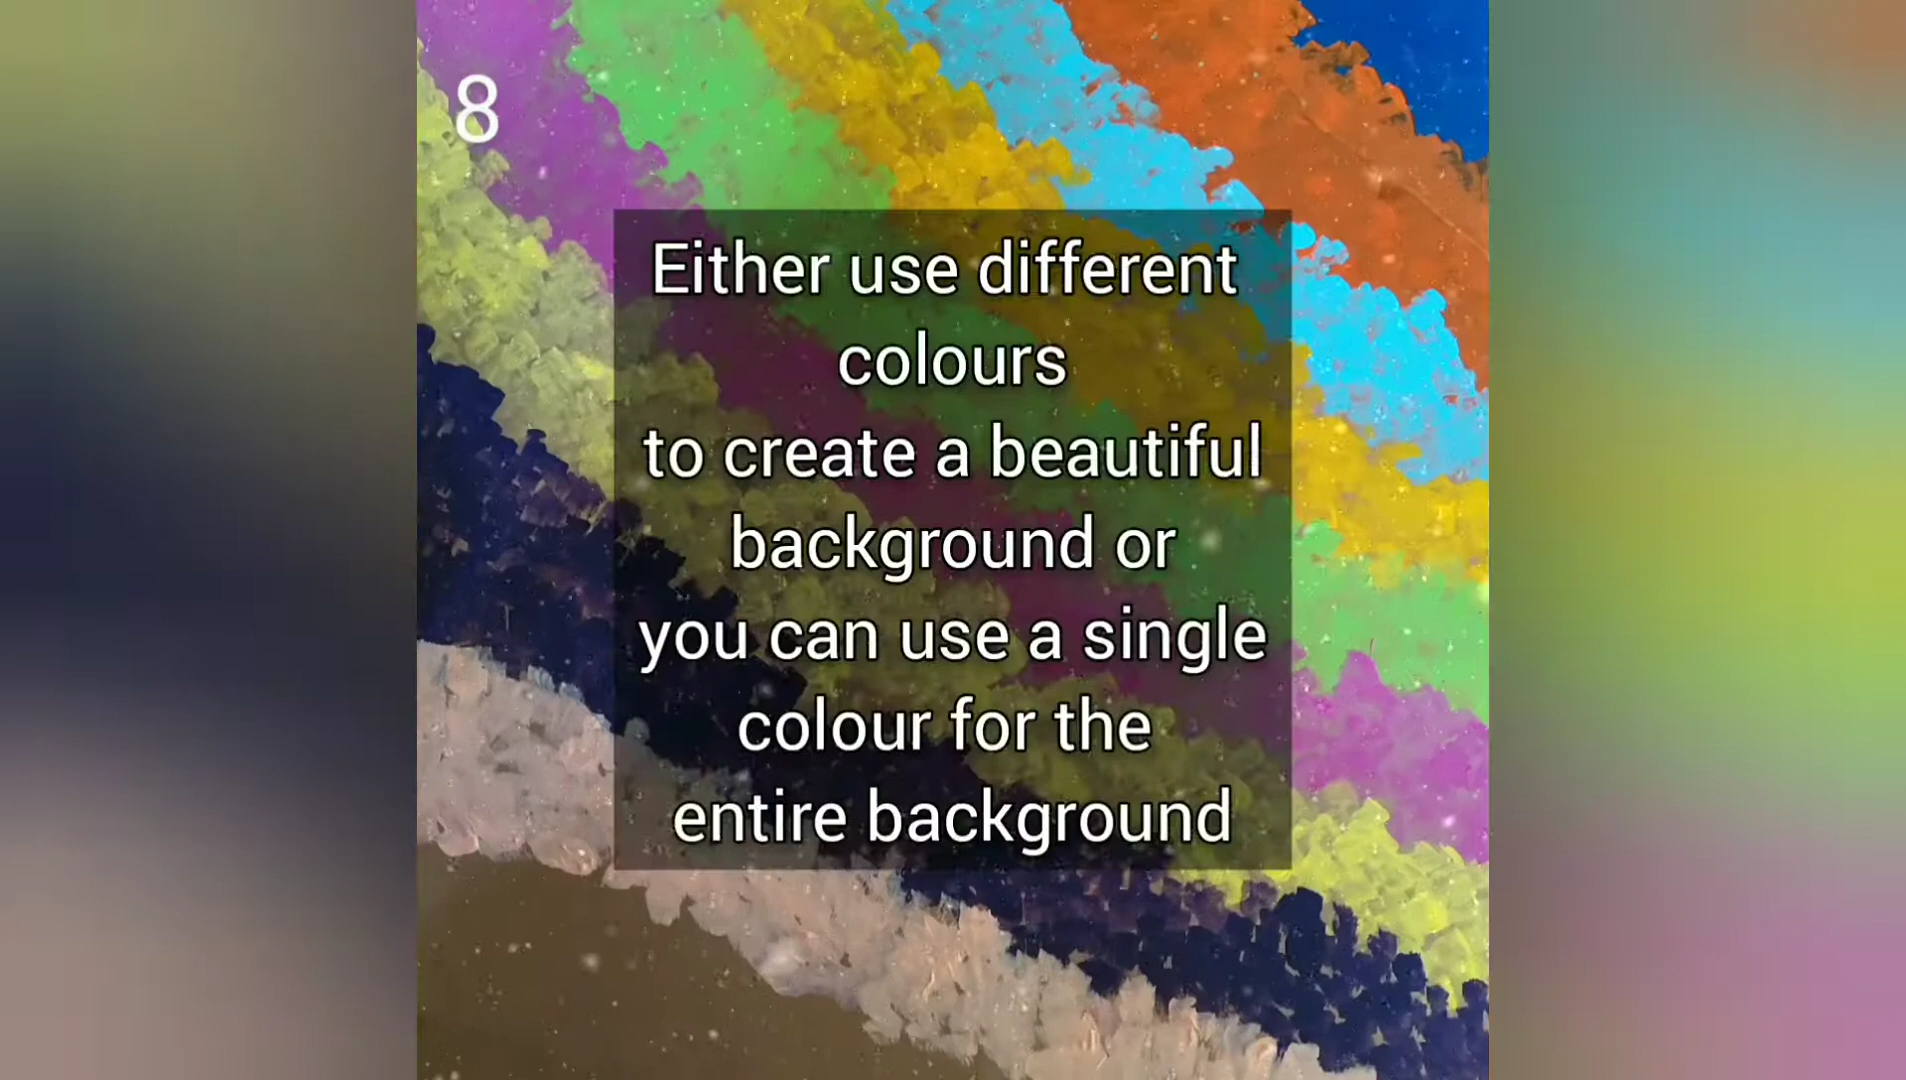 8
Either use different
colours
to create a beautiful
background or
you can use a single
colour for the
entire background